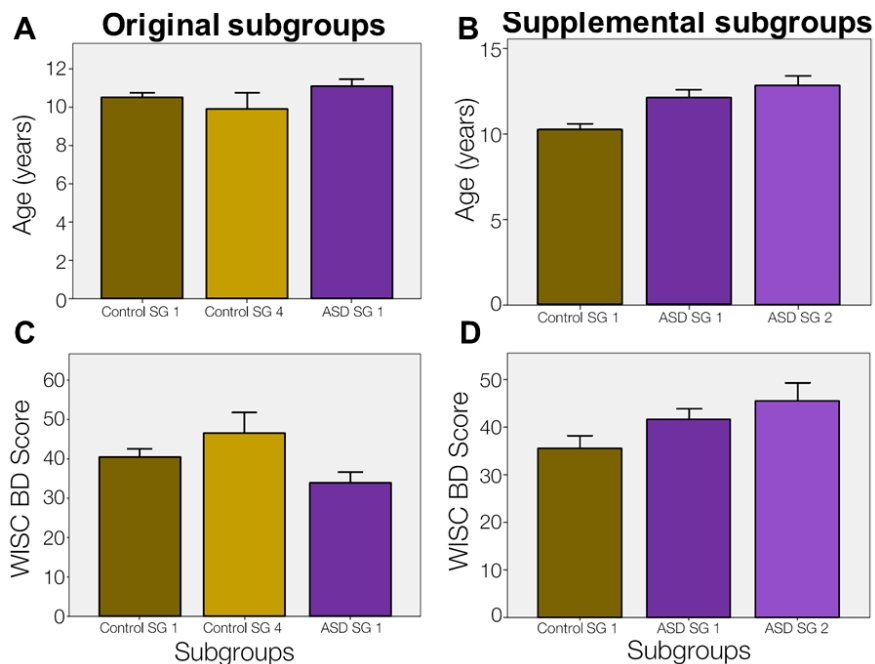 A
Original subgroups
Age (years)
12
10
8
6
4
2
0
Control SG 1
Control SG 4
ASD SG 1
B
Supplemental subgroups
Age (years)
15
10
5
0
Control SG 1
ASD SG 1
ASD SG 2
C
WISC BD Score
60
50
40
30
20
10
0
Control SG 1
Control SG 4
ASD SG 1
Subgroups
D
WISC BD Score
50
40
30
20
10
0
Control SG 1
ASD SG 1
ASD SG 2
Subgroups